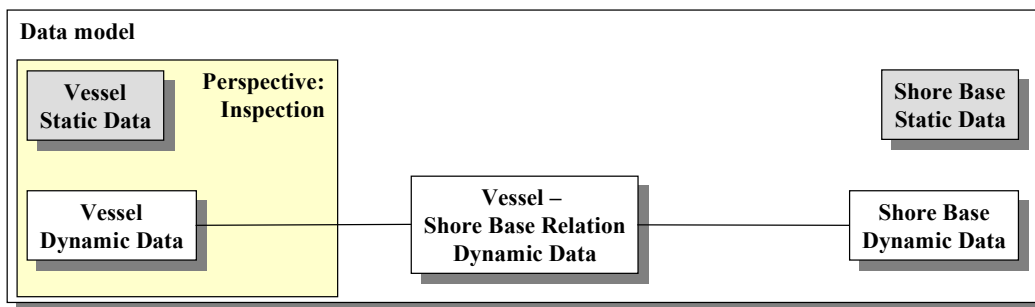 Data model
Vessel
Static Data
Perspective:
Inspection
Shore Base
Static Data
Vessel
Dynamic Data
Vessel –
Shore Base Relation
Dynamic Data
Shore Base
Dynamic Data